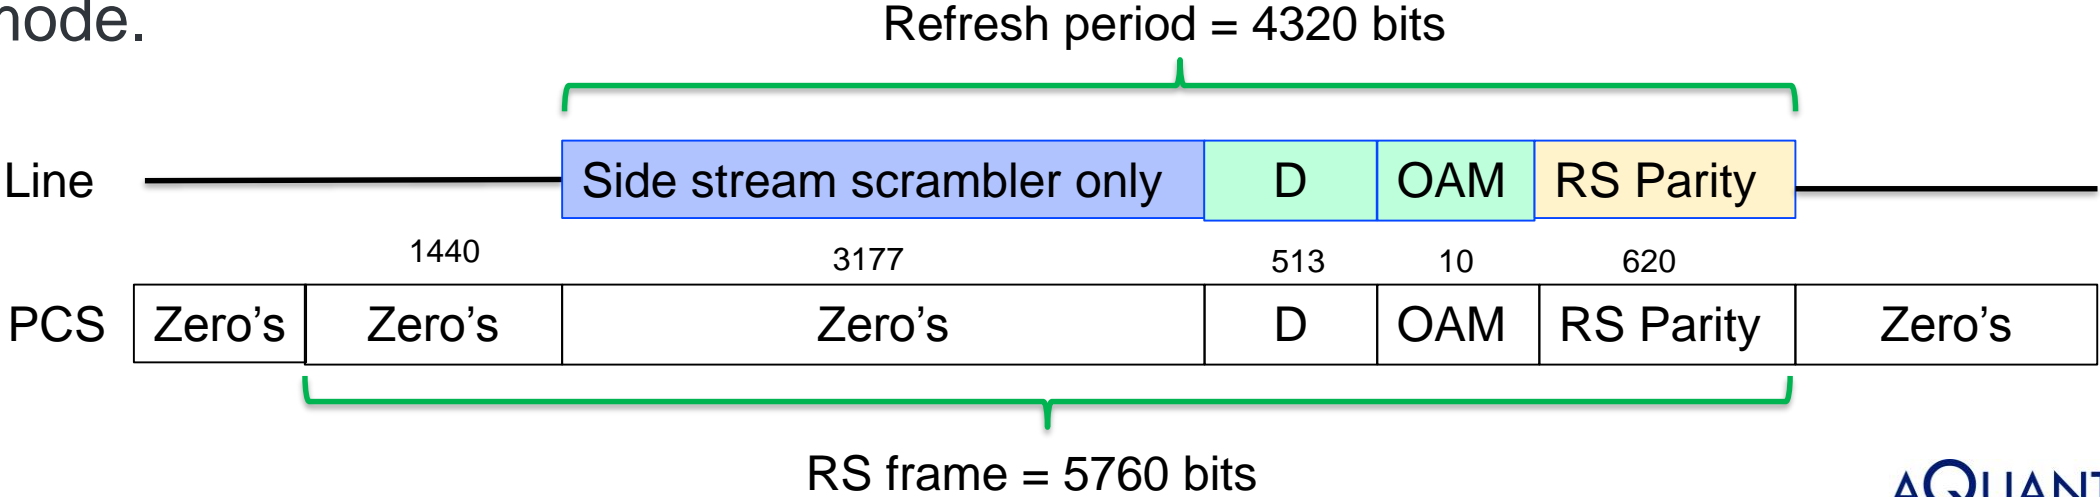 Refresh period = 4320 bits
Line Side stream scrambler only D OAM RS Parity
1440 3177 513 10 620
PCS Zero's Zero's Zero's D OAM RS Parity Zero's
RS frame = 5760 bits